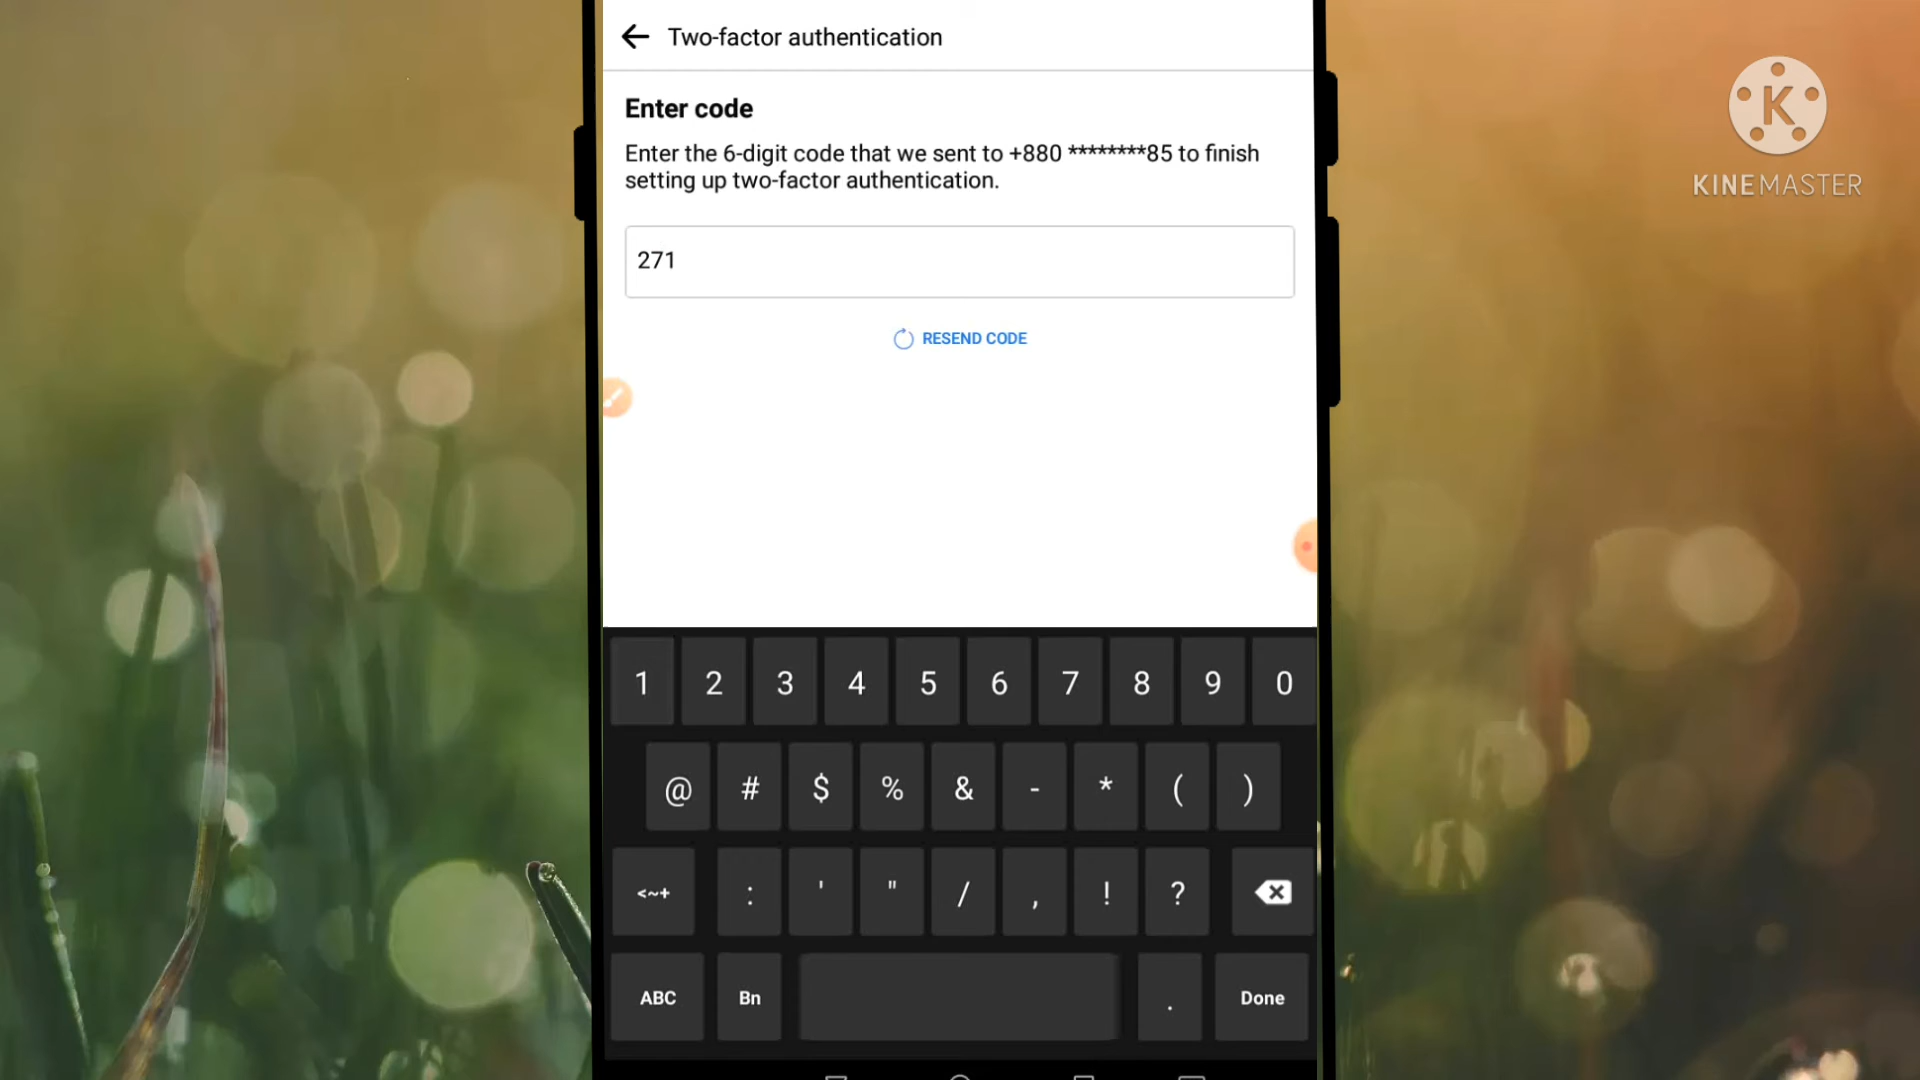 Two-factor authentication
Enter code
Enter the 6-digit code that we sent to +880 ********85 to finish
setting up two-factor authentication.
271
RESEND CODE
K
KINEMASTER
1 2 3 4 5 6 7 8 9 0
@ # $ % & - * ( )
<~+ : ' " / , ! ?
ABC Bn . Done